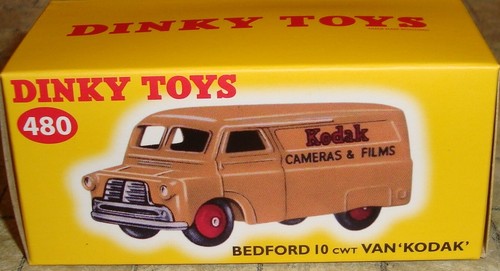 DINKY TOYS
DINKY TOYS
480
Kodak
CAMERAS & FILMS
BEDFORD 10 CWT VAN 'KODAK'